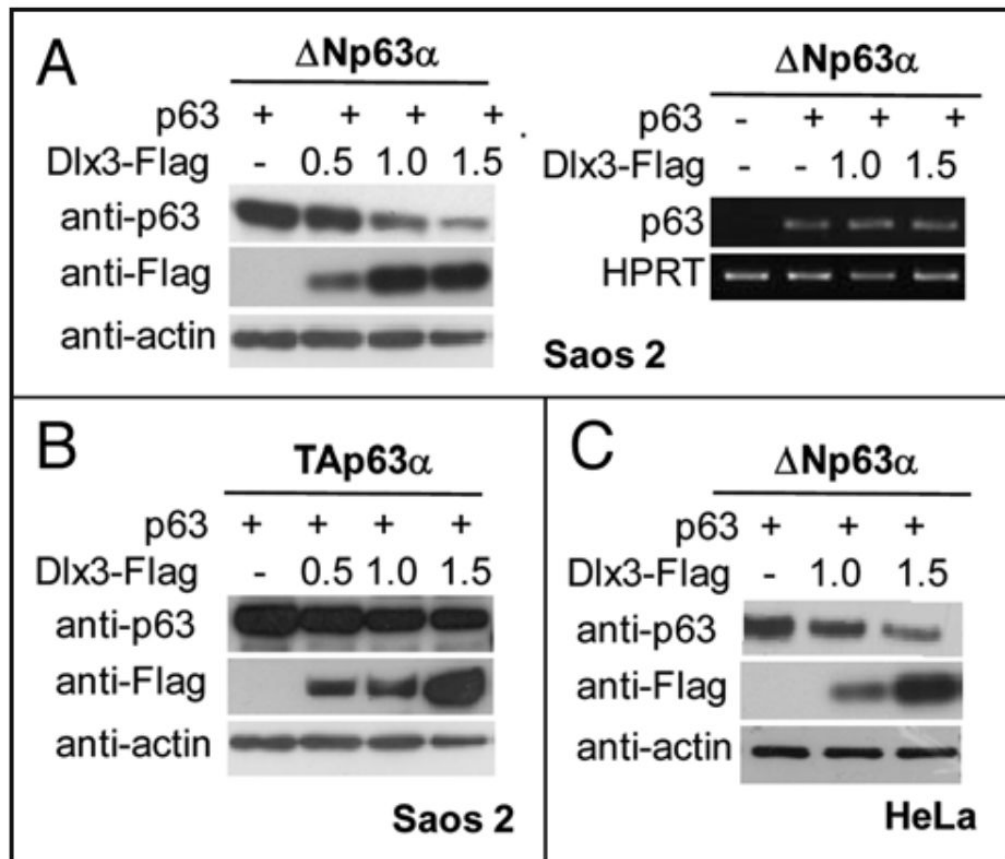 A
ΔNp63α
p63 + + + +
Dlx3-Flag - 0.5 1.0 1.5
anti-p63
anti-Flag
anti-actin
ΔNp63α
p63 - + + +
Dlx3-Flag - - 1.0 1.5
p63
HPRT
Saos 2
B
TAp63α
p63 + + + +
Dlx3-Flag - 0.5 1.0 1.5
anti-p63
anti-Flag
anti-actin
Saos 2
C
ΔNp63α
p63 + + +
Dlx3-Flag - 1.0 1.5
anti-p63
anti-Flag
anti-actin
HeLa